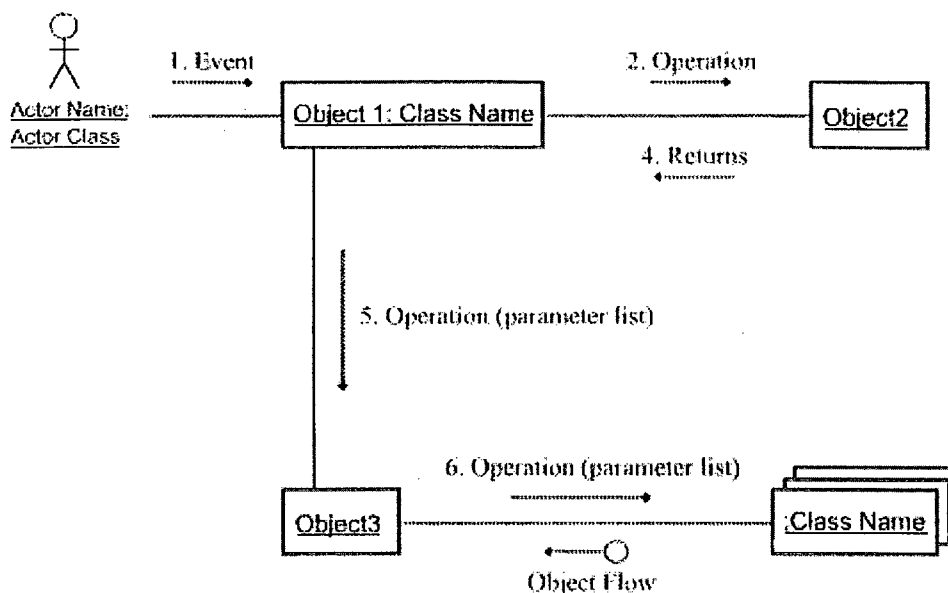 1. Event
2. Operation
Actor Name:
Actor Class
Object 1: Class Name
Object2
4. Returns
5. Operation (parameter list)
6. Operation (parameter list)
Object3
:Class Name
Object Flow